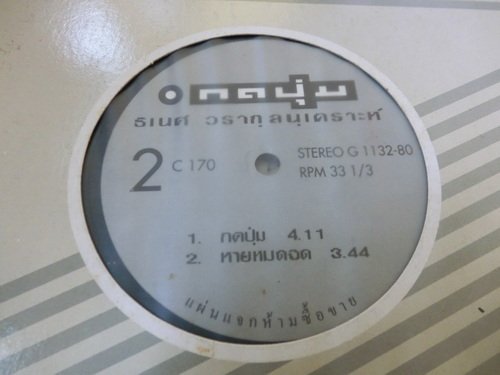 กดปุ่ม
ธเนศ วรากุลนุเคราะห์
2 C 170
STEREO G 1132-80
RPM 33 1/3
1. กดปุ่ม 4.11
2. หายหมดอด 3.44
แผ่นแจกห้ามซื้อขาย